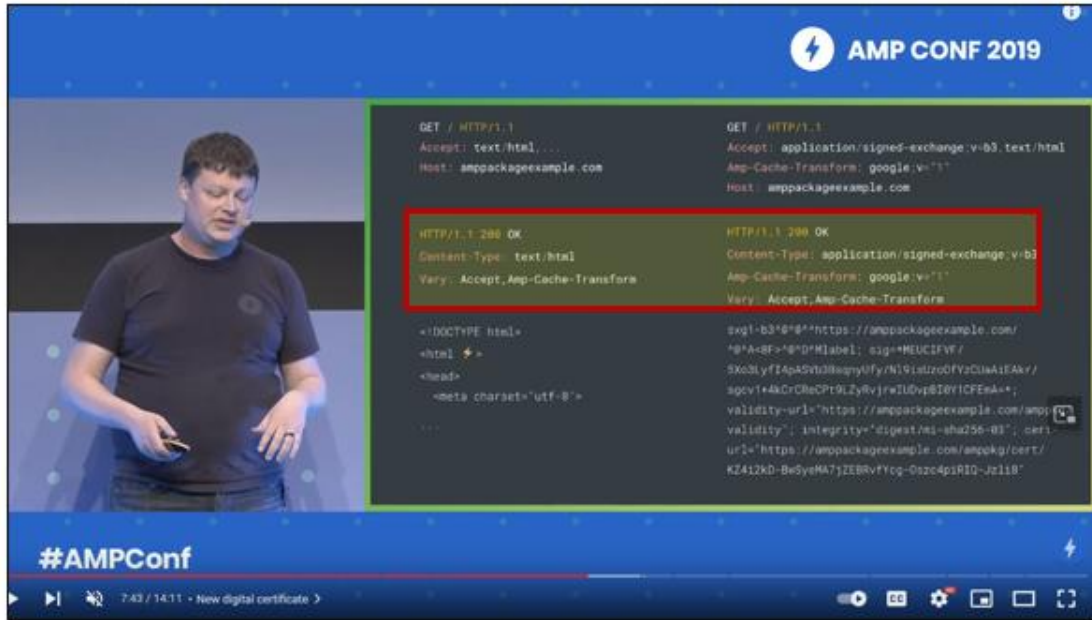 AMP CONF 2019
GET / HTTP/1.1
Accept: text/html,...
Host: amppackageexample.com
GET / HTTP/1.1
Accept: application/signed-exchange;v=b3,text/html
Amp-Cache-Transform: google;v="1"
Host: amppackageexample.com
HTTP/1.1 200 OK
Content-Type: text/html
Vary: Accept,Amp-Cache-Transform
HTTP/1.1 200 OK
Content-Type: application/signed-exchange;v=b3
Amp-Cache-Transform: google;v="1"
Vary: Accept,Amp-Cache-Transform
<!DOCTYPE html>
<html ⚡>
<head>
<meta charset="utf-8">
...
sxg1-b3^@^@^^https://amppackageexample.com/
validity-url="https://amppackageexample.com/amppk
validity"; integrity="digest/mi-sha256-03"; cert-
url="https://amppackageexample.com/amppkg/cert/
#AMPConf
7:43 / 14:11 • New digital certificate >
CC